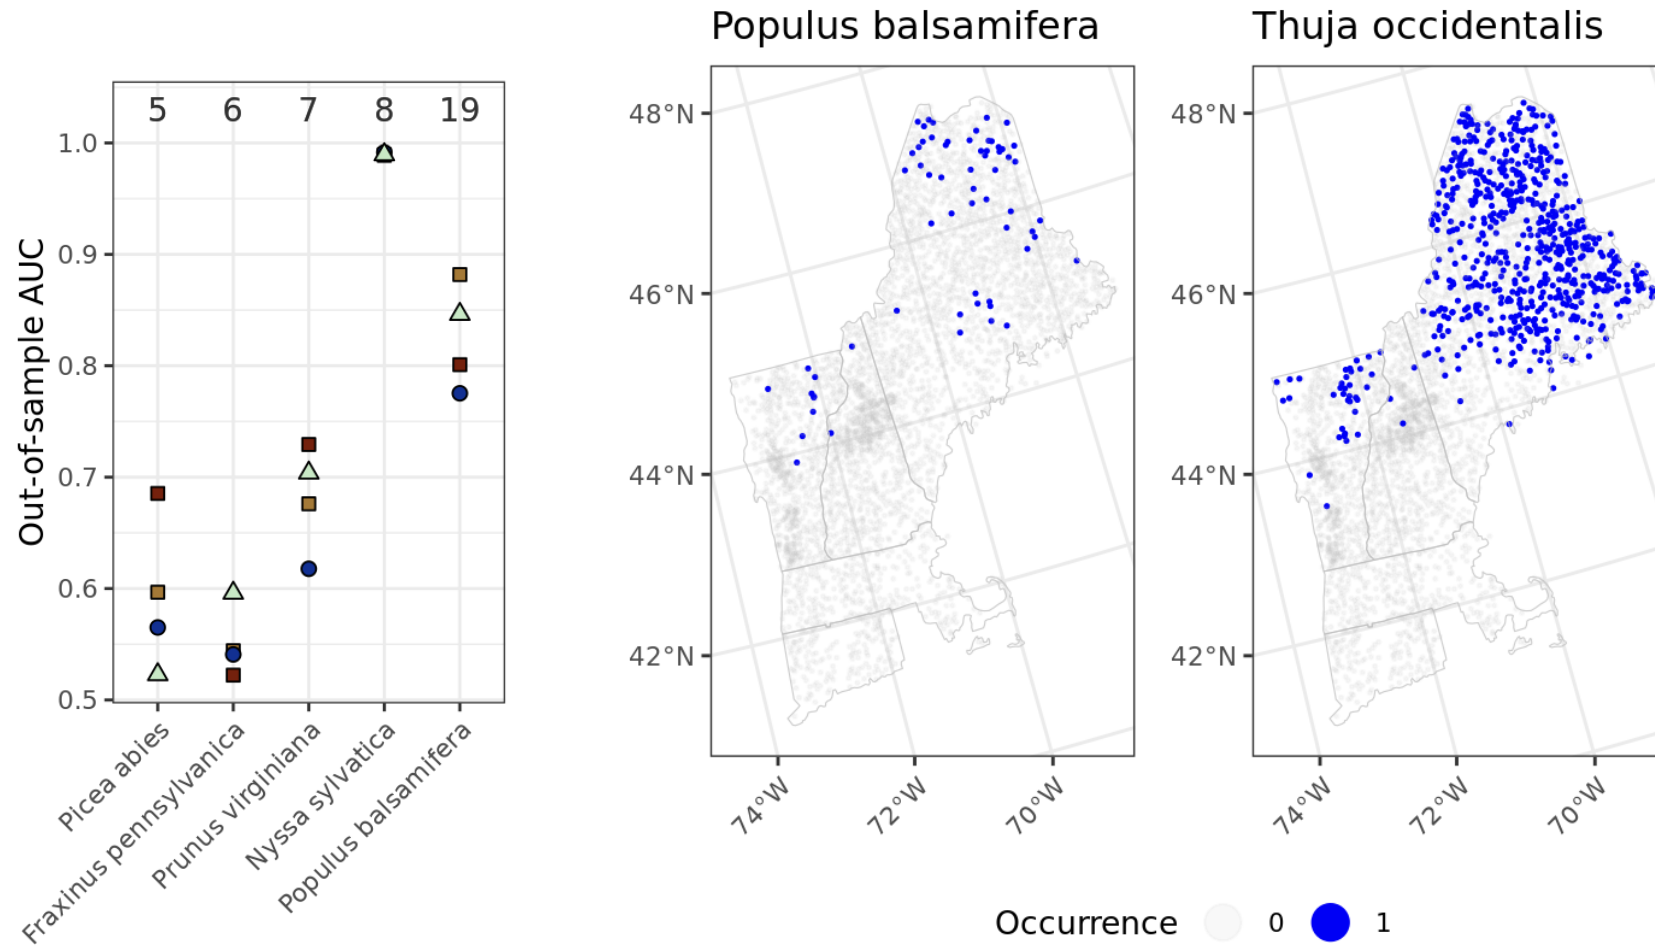 Out-of-sample AUC
1.0
0.9
0.8
0.7
0.6
0.5
5 6 7 8 19
Picea abies
Fraxinus pennsylvanica
Prunus virginiana
Nyssa sylvatica
Populus balsamifera
Populus balsamifera
48°N
46°N
44°N
42°N
74°W
72°W
70°W
Thuja occidentalis
48°N
46°N
44°N
42°N
74°W
72°W
70°W
Occurrence 0 1